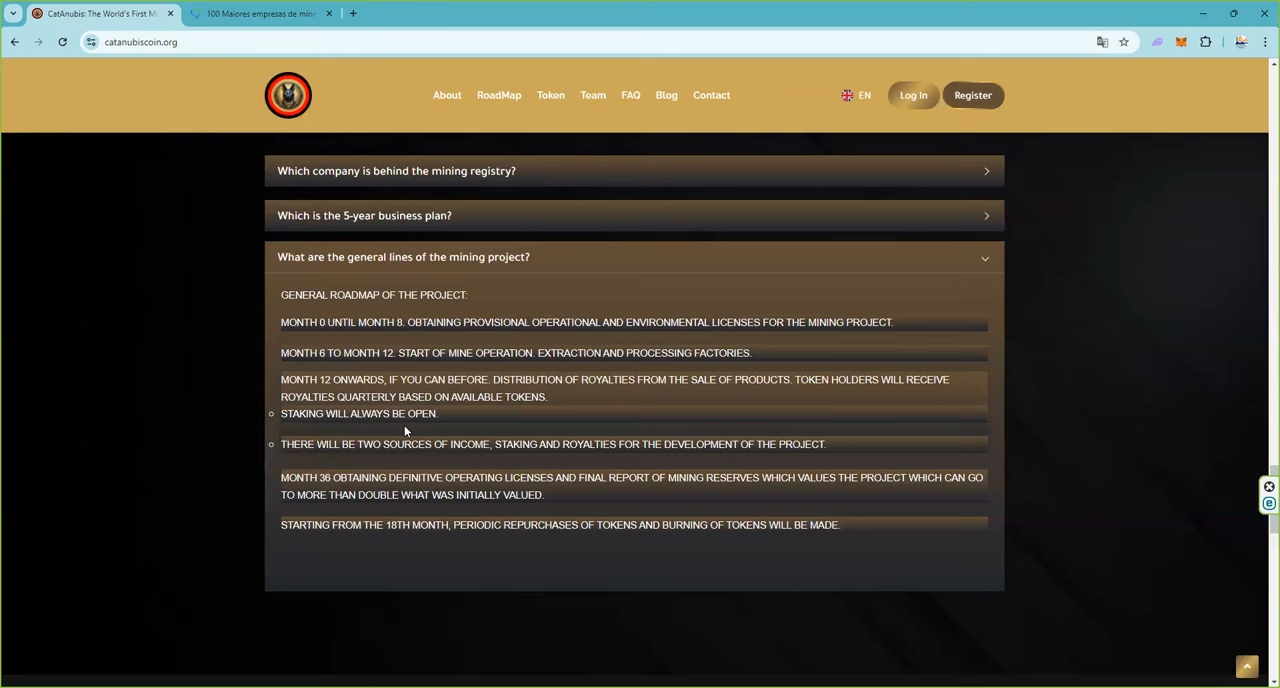 CatAnubis: The World's First Mi
100 Maiores empresas de mine
catanubiscoin.org
About
RoadMap
Token
Team
FAQ
Blog
Contact
EN
Log In
Register
Which company is behind the mining registry?
Which is the 5-year business plan?
What are the general lines of the mining project?
GENERAL ROADMAP OF THE PROJECT:
MONTH 0 UNTIL MONTH 8. OBTAINING PROVISIONAL OPERATIONAL AND ENVIRONMENTAL LICENSES FOR THE MINING PROJECT.
MONTH 6 TO MONTH 12. START OF MINE OPERATION. EXTRACTION AND PROCESSING FACTORIES.
MONTH 12 ONWARDS, IF YOU CAN BEFORE. DISTRIBUTION OF ROYALTIES FROM THE SALE OF PRODUCTS. TOKEN HOLDERS WILL RECEIVE
ROYALTIES QUARTERLY BASED ON AVAILABLE TOKENS.
STAKING WILL ALWAYS BE OPEN.
THERE WILL BE TWO SOURCES OF INCOME, STAKING AND ROYALTIES FOR THE DEVELOPMENT OF THE PROJECT.
MONTH 36 OBTAINING DEFINITIVE OPERATING LICENSES AND FINAL REPORT OF MINING RESERVES WHICH VALUES THE PROJECT WHICH CAN GO
TO MORE THAN DOUBLE WHAT WAS INITIALLY VALUED.
STARTING FROM THE 18TH MONTH, PERIODIC REPURCHASES OF TOKENS AND BURNING OF TOKENS WILL BE MADE.